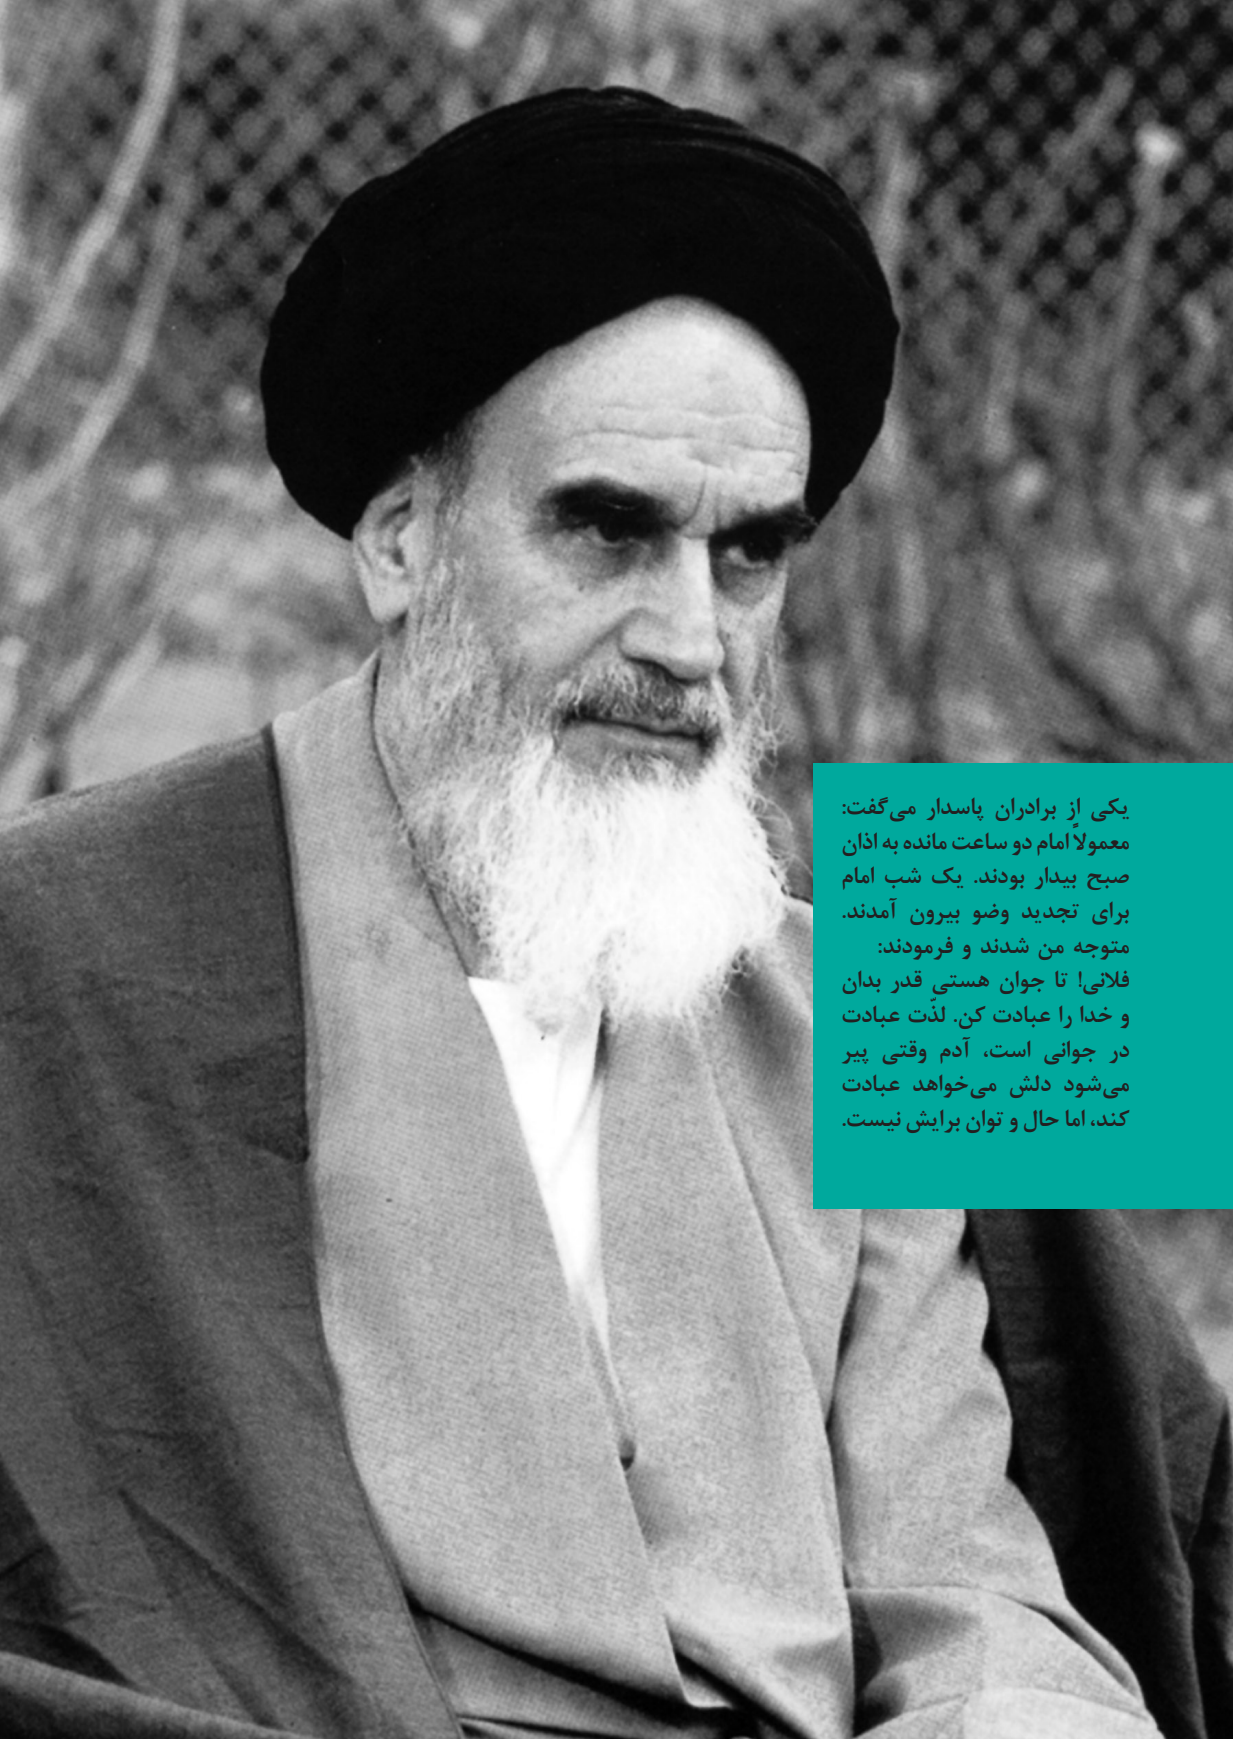 یکی از برادران پاسدار می‌گفت:
معمولاً امام دو ساعت مانده به اذان
صبح بیدار بودند. یک شب امام
برای تجدید وضو بیرون آمدند.
متوجه من شدند و فرمودند:
فلانی! تا جوان هستی قدر بدان
و خدا را عبادت کن. لذّت عبادت
در جوانی است، آدم وقتی پیر
می‌شود دلش می‌خواهد عبادت
کند، اما حال و توان برایش نیست.